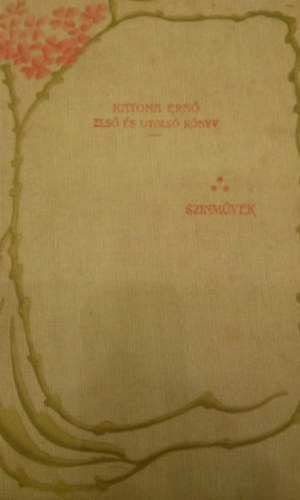 KATONA ERNŐ
ELSŐ ÉS UTOLSÓ KÖNYV
SZINMŰVEK